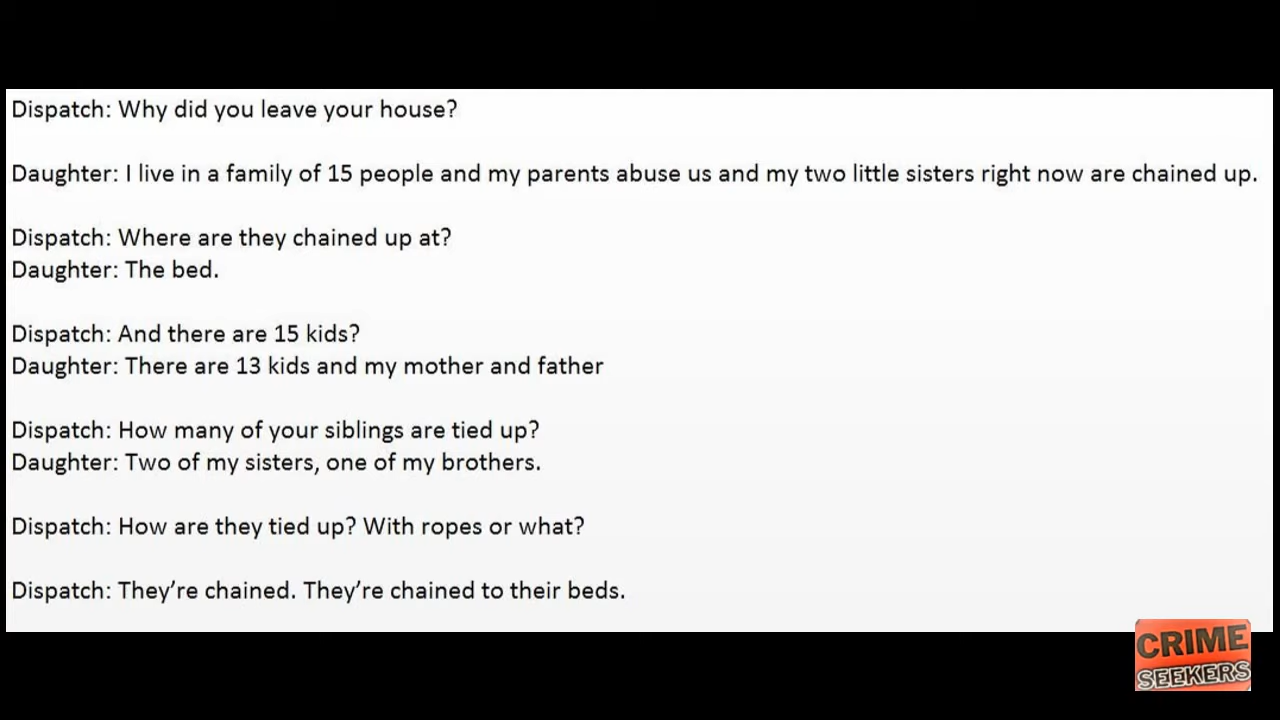 Dispatch: Why did you leave your house?
Daughter: I live in a family of 15 people and my parents abuse us and my two little sisters right now are chained up.
Dispatch: Where are they chained up at?
Daughter: The bed.
Dispatch: And there are 15 kids?
Daughter: There are 13 kids and my mother and father
Dispatch: How many of your siblings are tied up?
Daughter: Two of my sisters, one of my brothers.
Dispatch: How are they tied up? With ropes or what?
Dispatch: They’re chained. They’re chained to their beds.
CRIME
SEEKERS